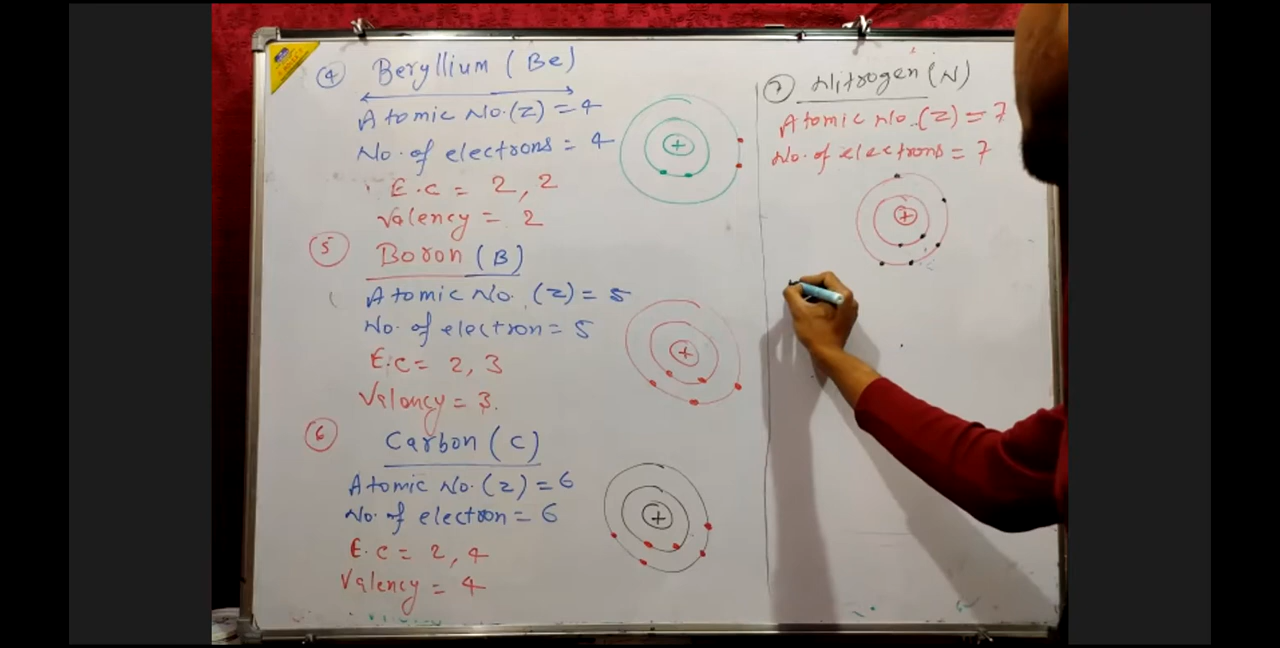 ④ Beryllium (Be)
Atomic No. (Z) = 4
No. of electrons = 4
E.C = 2, 2
Valency = 2
⑤ Boron (B)
Atomic No. (Z) = 5
No. of electron = 5
E.C = 2, 3
Valency = 3.
⑥ Carbon (C)
Atomic No. (Z) = 6
No. of electron = 6
E.C = 2, 4
Valency = 4
+
+
+
⑦ Nitrogen (N)
Atomic No. (Z) = 7
No. of electrons = 7
+